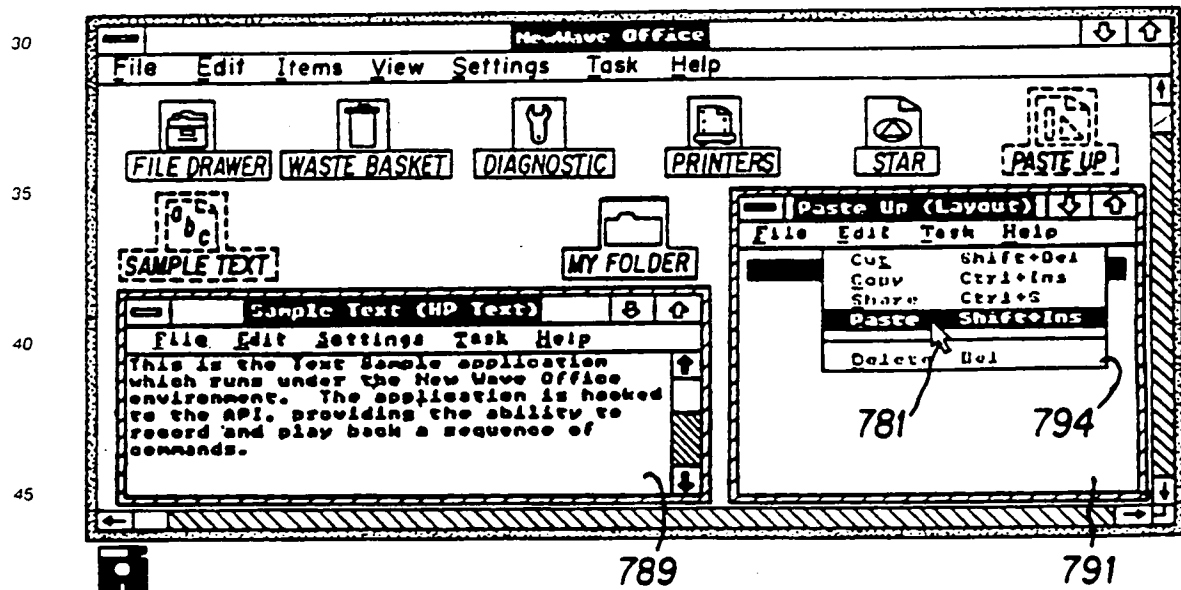 30
NewWave Office
File Edit Items View Settings Task Help
FILE DRAWER WASTE BASKET DIAGNOSTIC PRINTERS STAR PASTE UP
35
SAMPLE TEXT MY FOLDER
Paste Up (Layout)
File Edit Task Help
Cut Shift+Del
Copy Ctrl+Ins
Share Ctrl+S
Paste Shift+Ins
Delete Del
Sample Text (HP Text)
File Edit Settings Task Help
40
This is the Text Sample application
which runs under the New Wave Office
environment. The application is hooked
to the API, providing the ability to
record and play back a sequence of
commands.
781 794
45
789 791